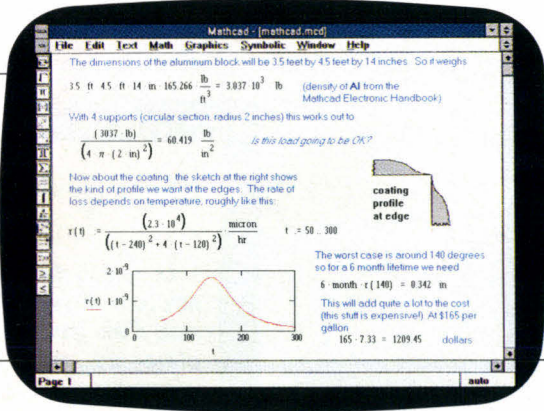 Mathcad - [mathcad.mcd]
File Edit Text Math Graphics Symbolic Window Help
The dimensions of the aluminum block will be 3.5 feet by 4.5 feet by 14 inches. So it weighs
3.5 ft 4.5 ft 14 in 165.266 lb/ft³ = 3.037 10³ lb
(density of Al from the
Mathcad Electronic Handbook)
With 4 supports (circular section, radius 2 inches) this works out to
(3037 lb)/(4 π (2 in)²) = 60.419 lb/in²
Is this load going to be OK?
Now about the coating: the sketch at the right shows
the kind of profile we want at the edges. The rate of
loss depends on temperature, roughly like this:
coating
profile
at edge
r(t) := (2.3 10⁴)/((t - 240)² + 4 (t - 120)²) micron/hr
t := 50 .. 300
The worst case is around 140 degrees
so for a 6 month lifetime we need
6 month r(140) = 0.342 in
This will add quite a lot to the cost
(this stuff is expensive!) At $165 per
gallon
165 7.33 = 1209.45 dollars
2 10⁻⁹
r(t) 1 10⁻⁹
0
0 100 200 300
t
Page 1
auto